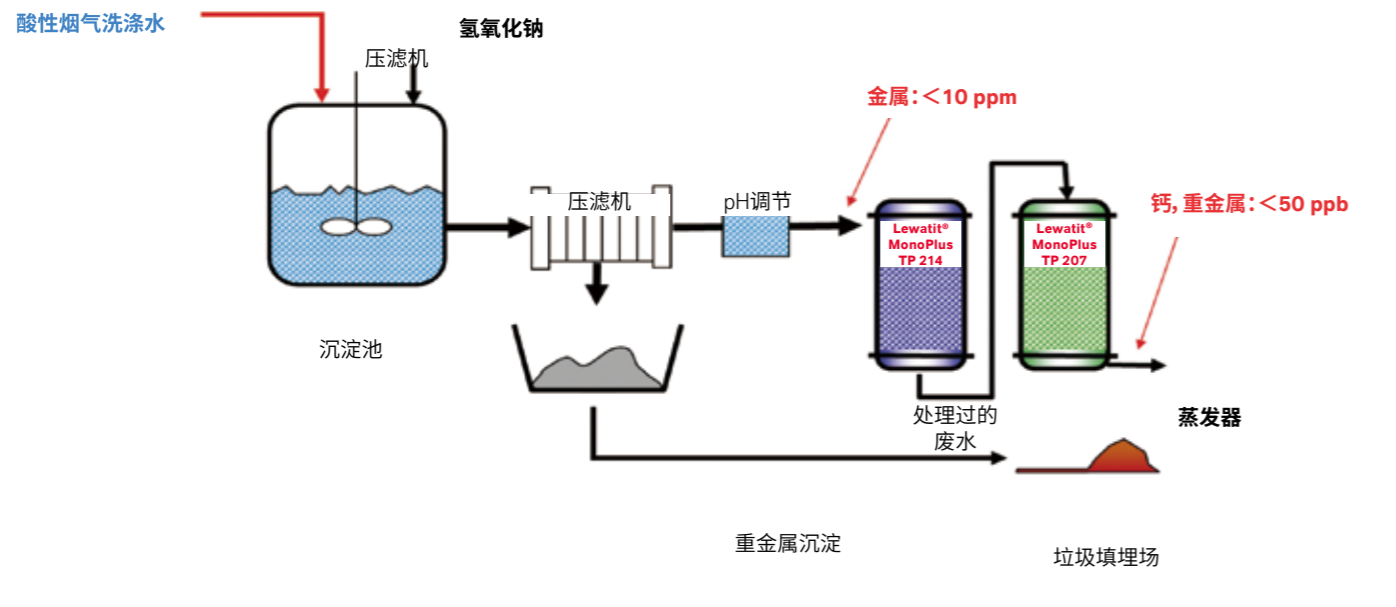 酸性烟气洗涤水
氢氧化钠
压滤机
金属：＜10 ppm
压滤机
pH调节
钙, 重金属：＜50 ppb
Lewatit®
MonoPlus
TP 214
Lewatit®
MonoPlus
TP 207
沉淀池
处理过的
废水
蒸发器
重金属沉淀
垃圾填埋场